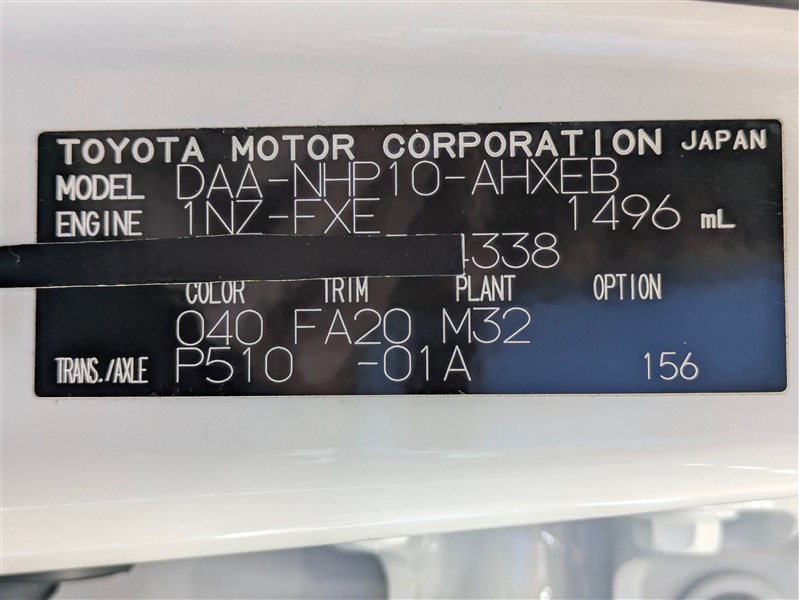 TOYOTA MOTOR CORPORATION JAPAN
MODEL DAA-NHP10-AHXEB
ENGINE 1NZ-FXE 1496 mL
4338
COLOR TRIM PLANT OPTION
040 FA20 M32
TRANS./AXLE P510 -01A 156